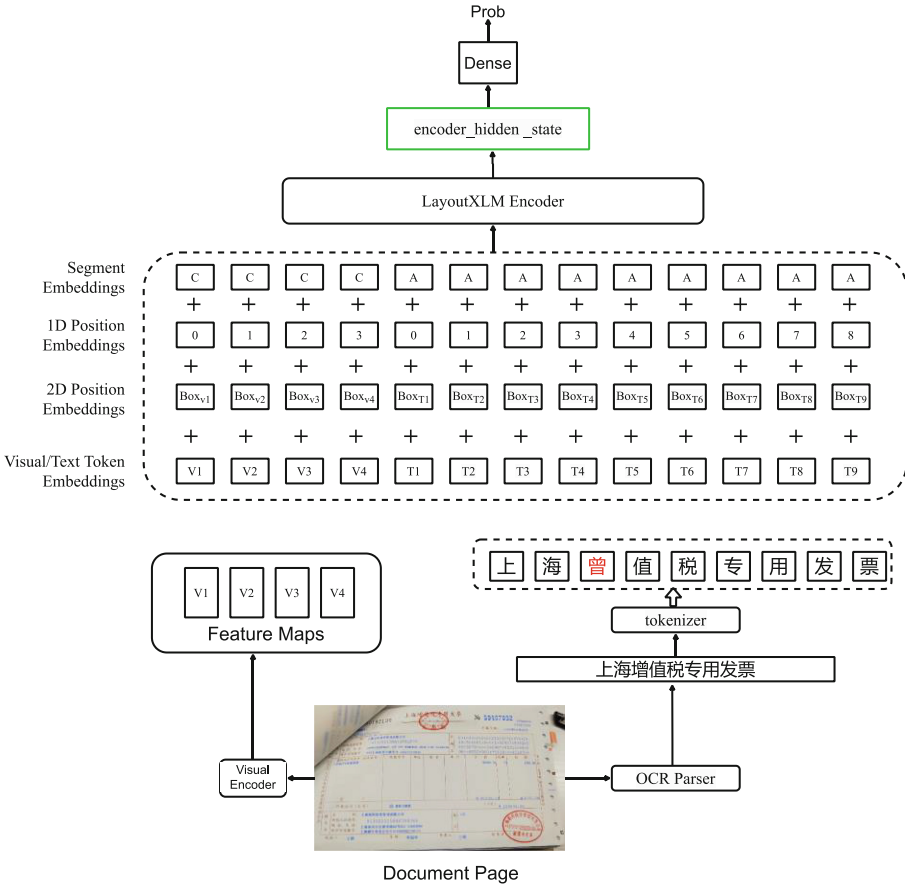 Prob
Dense
encoder_hidden _state
LayoutXLM Encoder
Segment Embeddings C C C C A A A A A A A A A
+ + + + + + + + + + + + +
1D Position Embeddings 0 1 2 3 0 1 2 3 4 5 6 7 8
+ + + + + + + + + + + + +
2D Position Embeddings Boxv1 Boxv2 Boxv3 Boxv4 BoxT1 BoxT2 BoxT3 BoxT4 BoxT5 BoxT6 BoxT7 BoxT8 BoxT9
+ + + + + + + + + + + + +
Visual/Text Token Embeddings V1 V2 V3 V4 T1 T2 T3 T4 T5 T6 T7 T8 T9
上 海 曾 值 税 专 用 发 票
V1 V2 V3 V4
Feature Maps
tokenizer
上海增值税专用发票
Visual
Encoder
OCR Parser
Document Page